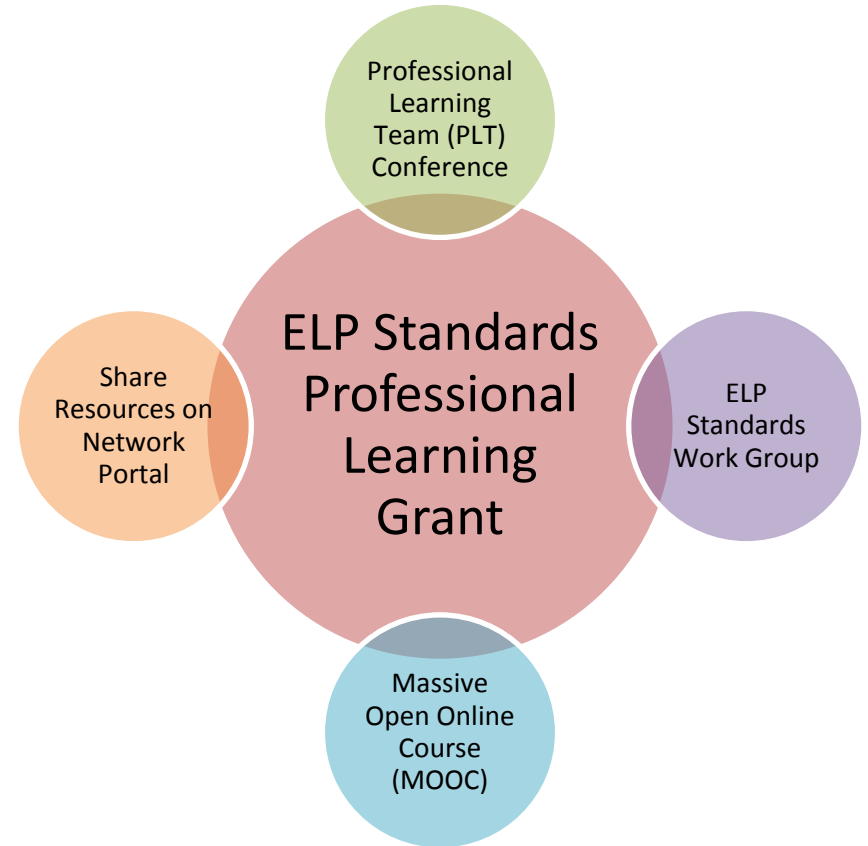 Professional
Learning
Team (PLT)
Conference
ELP Standards
Professional
Learning
Grant
Share
Resources on
Network
Portal
ELP
Standards
Work Group
Massive
Open Online
Course
(MOOC)